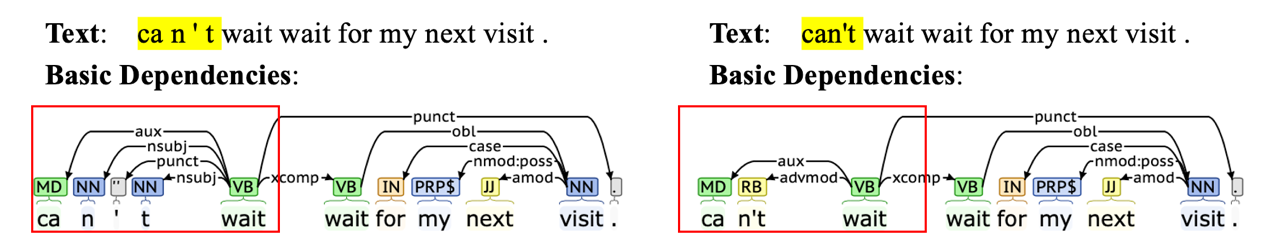 Text: ca n ' t wait wait for my next visit .
Basic Dependencies:
punct
aux
obl
nsubj
case
punct
nmod:poss
nsubj
xcomp
amod
MD NN '' NN VB VB IN PRP$ JJ NN .
ca n ' t wait wait for my next visit .
Text: can't wait wait for my next visit .
Basic Dependencies:
punct
obl
case
aux
nmod:poss
advmod
xcomp
amod
MD RB VB VB IN PRP$ JJ NN .
ca n't wait wait for my next visit .